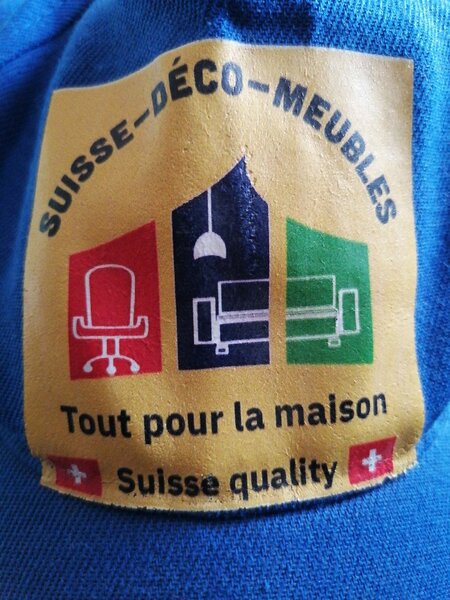 SUISSE-DÉCO-MEUBLES
Tout pour la maison
Suisse quality